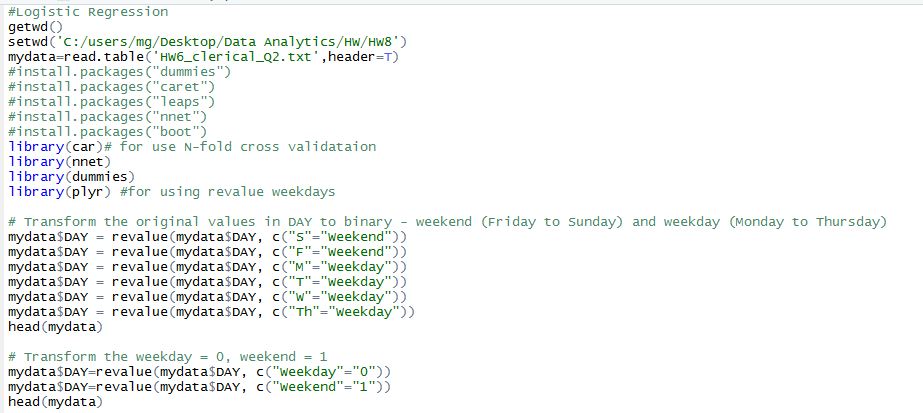 #Logistic Regression
getwd()
setwd('C:/users/mg/Desktop/Data Analytics/HW/HW8')
mydata=read.table('HW6_clerical_Q2.txt',header=T)
#install.packages("dummies")
#install.packages("caret")
#install.packages("leaps")
#install.packages("nnet")
#install.packages("boot")
library(car)# for use N-fold cross validataion
library(nnet)
library(dummies)
library(plyr) #for using revalue weekdays

# Transform the original values in DAY to binary - weekend (Friday to Sunday) and weekday (Monday to Thursday)
mydata$DAY = revalue(mydata$DAY, c("S"="Weekend"))
mydata$DAY = revalue(mydata$DAY, c("F"="Weekend"))
mydata$DAY = revalue(mydata$DAY, c("M"="Weekday"))
mydata$DAY = revalue(mydata$DAY, c("T"="Weekday"))
mydata$DAY = revalue(mydata$DAY, c("W"="Weekday"))
mydata$DAY = revalue(mydata$DAY, c("Th"="Weekday"))
head(mydata)

# Transform the weekday = 0, weekend = 1
mydata$DAY=revalue(mydata$DAY, c("Weekday"="0"))
mydata$DAY=revalue(mydata$DAY, c("Weekend"="1"))
head(mydata)